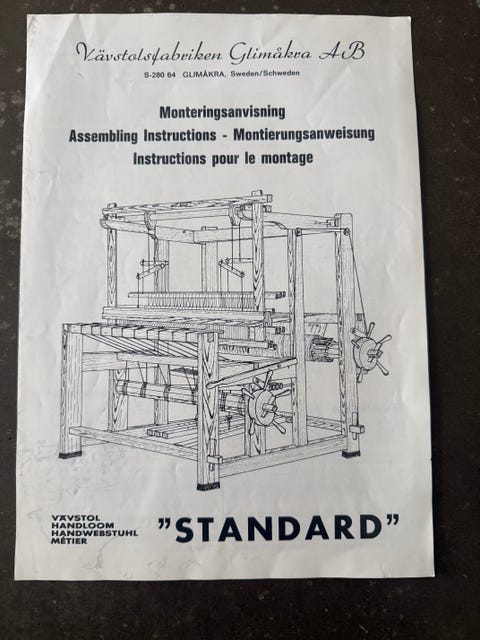 Vävstolsfabriken Glimåkra AB
S-280 64 GLIMÅKRA, Sweden/Schweden
Monteringsanvisning
Assembling Instructions - Montierungsanweisung
Instructions pour le montage
VÄVSTOL
HANDLOOM
HANDWEBSTUHL
MÉTIER
”STANDARD”